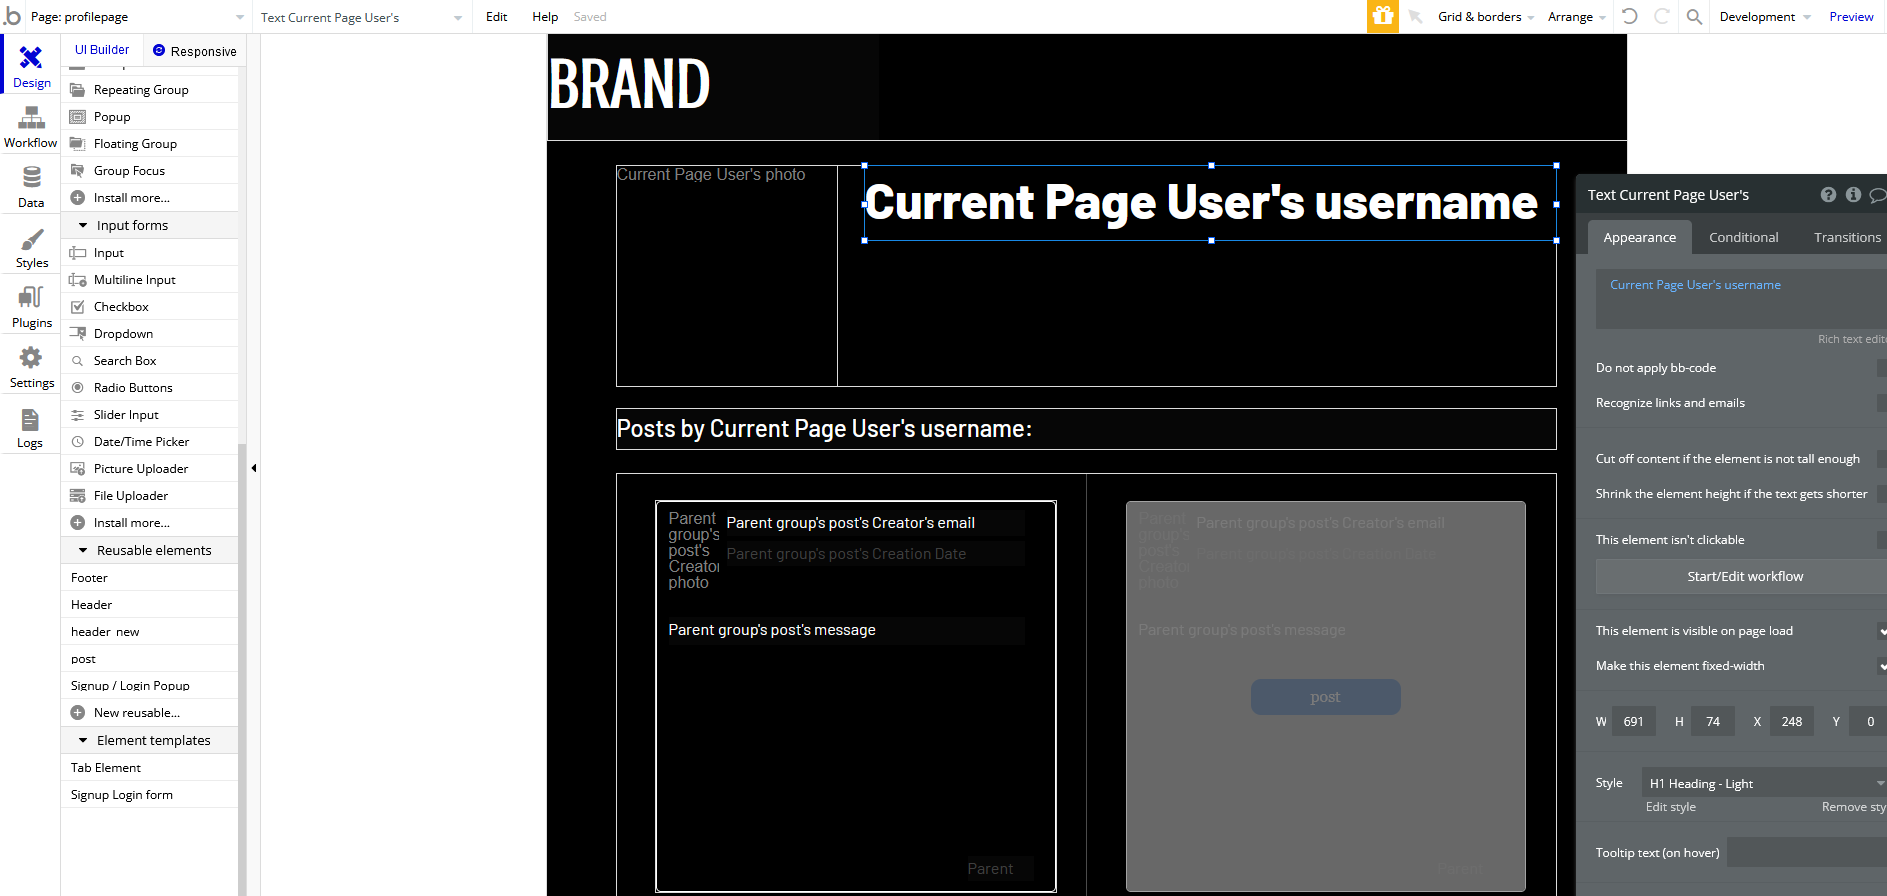 Page: profilepage
Text Current Page User's
Edit
Help
Saved
Grid & borders
Arrange
Development
Preview
UI Builder
Responsive
Design
Workflow
Data
Styles
Plugins
Settings
Logs
Repeating Group
Popup
Floating Group
Group Focus
Install more...
Input forms
Input
Multiline Input
Checkbox
Dropdown
Search Box
Radio Buttons
Slider Input
Date/Time Picker
Picture Uploader
File Uploader
Install more...
Reusable elements
Footer
Header
header new
post
Signup / Login Popup
New reusable...
Element templates
Tab Element
Signup Login form
BRAND
Current Page User's photo
Current Page User's username
Posts by Current Page User's username:
Parent
group's
post's
Creator
photo
Parent group's post's Creator's email
Parent group's post's Creation Date
Parent group's post's message
Parent
Parent
group's
post's
Creator
photo
Parent group's post's Creator's email
Parent group's post's Creation Date
Parent group's post's message
post
Parent
Text Current Page User's
Appearance
Conditional
Transitions
Current Page User's username
Rich text edit
Do not apply bb-code
Recognize links and emails
Cut off content if the element is not tall enough
Shrink the element height if the text gets shorter
This element isn't clickable
Start/Edit workflow
This element is visible on page load
Make this element fixed-width
W 691 H 74 X 248 Y 0
Style
H1 Heading - Light
Edit style
Remove sty
Tooltip text (on hover)